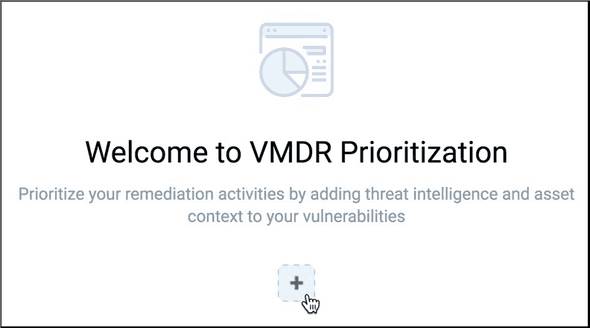 Welcome to VMDR Prioritization
Prioritize your remediation activities by adding threat intelligence and asset
context to your vulnerabilities